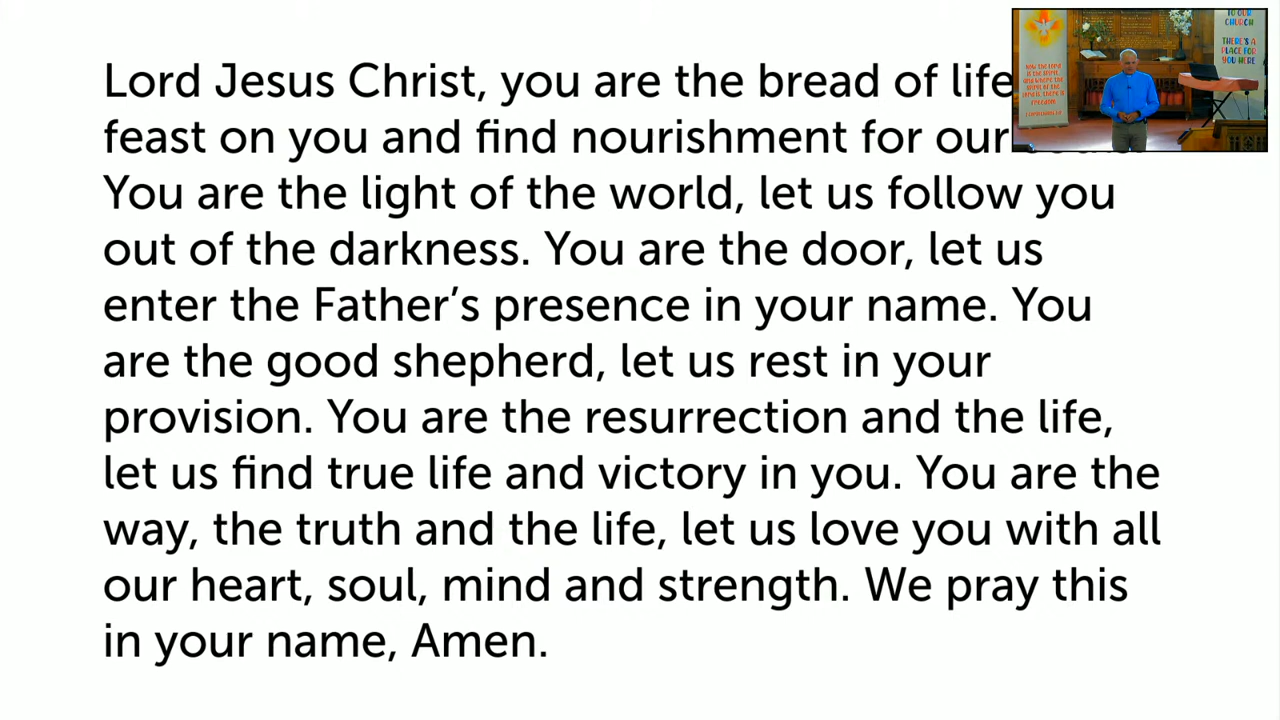 Lord Jesus Christ, you are the bread of life
feast on you and find nourishment for our
You are the light of the world, let us follow you
out of the darkness. You are the door, let us
enter the Father’s presence in your name. You
are the good shepherd, let us rest in your
provision. You are the resurrection and the life,
let us find true life and victory in you. You are the
way, the truth and the life, let us love you with all
our heart, soul, mind and strength. We pray this
in your name, Amen.
TO OUR
CHURCH
THERE'S A
PLACE FOR
YOU HERE